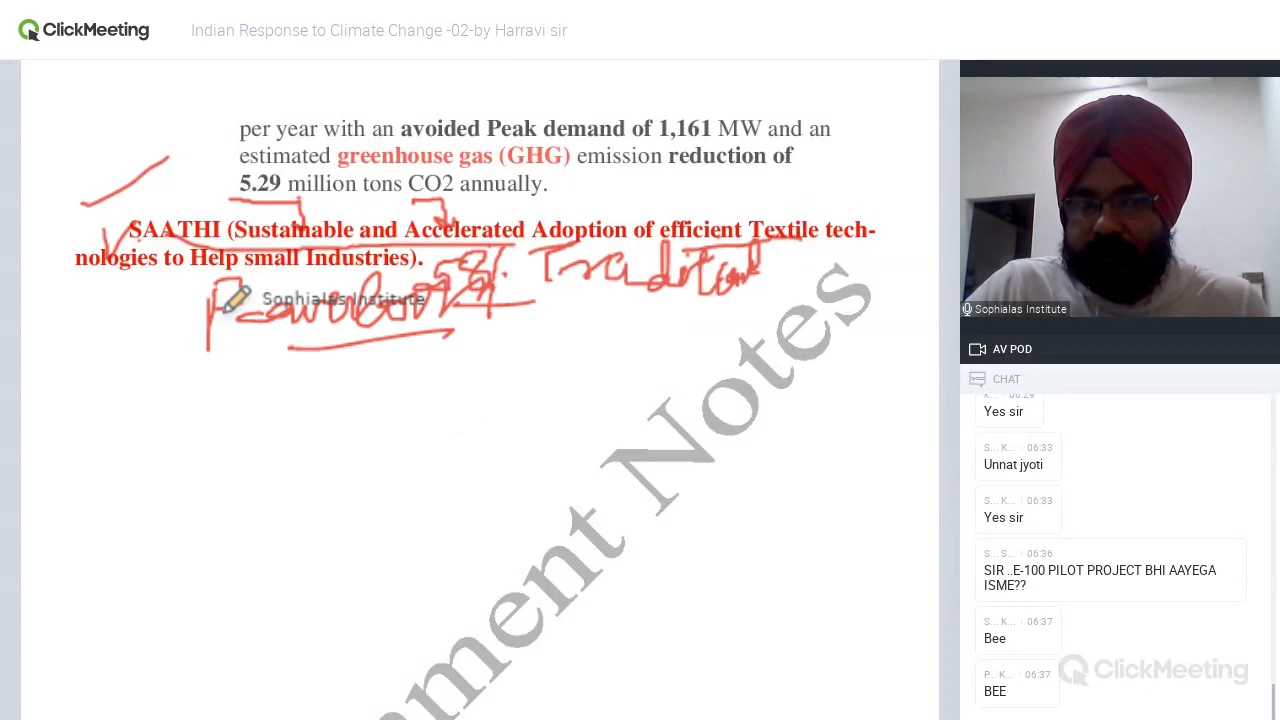 ClickMeeting
Indian Response to Climate Change -02-by Harravi sir
per year with an avoided Peak demand of 1,161 MW and an
estimated greenhouse gas (GHG) emission reduction of
5.29 million tons CO2 annually.
SAATHI (Sustainable and Accelerated Adoption of efficient Textile tech-
nologies to Help small Industries).
Sophialas Institute
ment Notes
Sophialas Institute
AV POD
CHAT
06:29
Yes sir
S... K... 06:33
Unnat jyoti
S... K... 06:33
Yes sir
S... S... 06:36
SIR ..E-100 PILOT PROJECT BHI AAYEGA
ISME??
S... K... 06:37
Bee
P... K... 06:37
BEE
ClickMeeting